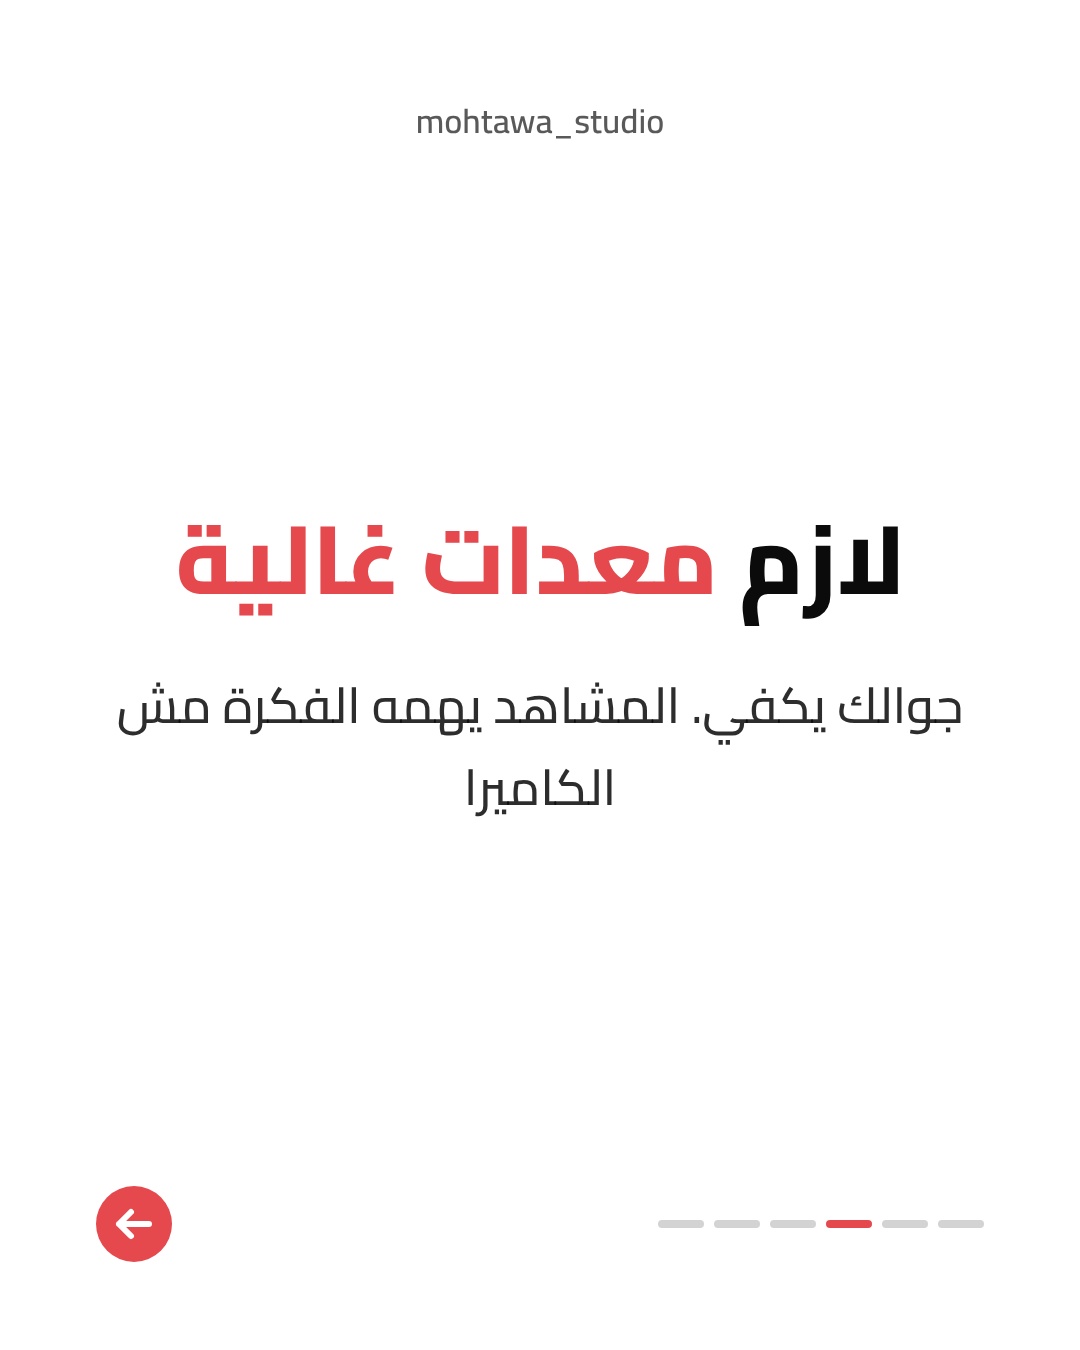 mohtawa_studio
لازم معدات غالية
جوالك يكفي. المشاهد يهمه الفكرة مش
الكاميرا